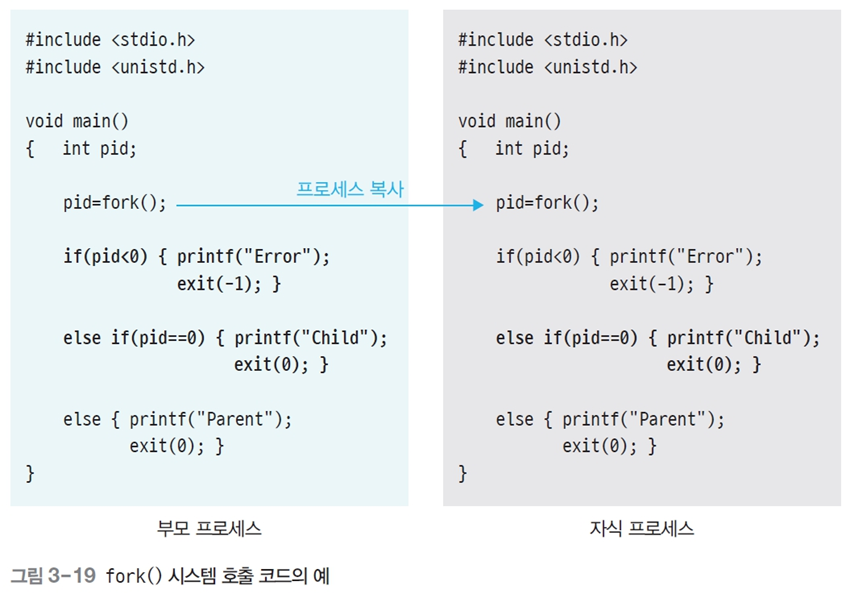 #include <stdio.h>
#include <unistd.h>
void main()
{ int pid;
pid=fork();
if(pid<0) { printf("Error");
exit(-1); }
else if(pid==0) { printf("Child");
exit(0); }
else { printf("Parent");
exit(0); }
}
부모 프로세스
프로세스 복사
#include <stdio.h>
#include <unistd.h>
void main()
{ int pid;
pid=fork();
if(pid<0) { printf("Error");
exit(-1); }
else if(pid==0) { printf("Child");
exit(0); }
else { printf("Parent");
exit(0); }
}
자식 프로세스
그림 3-19 fork() 시스템 호출 코드의 예